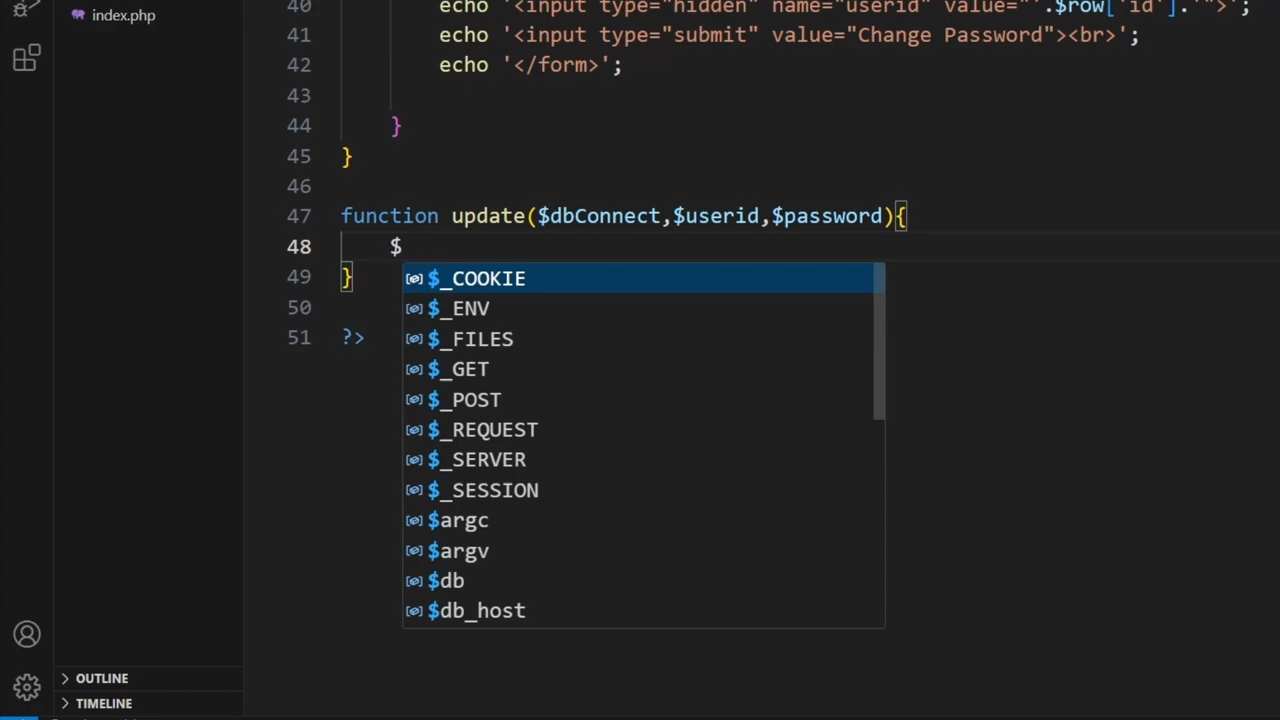 index.php
40 echo '<input type="hidden" name="userid" value="'.$row['id'].'">';
41 echo '<input type="submit" value="Change Password"><br>';
42 echo '</form>';
43
44 }
45 }
46
47 function update($dbConnect,$userid,$password){
48 $
49 }
$_COOKIE
$_ENV
50
51 ?>
$_FILES
$_GET
$_POST
$_REQUEST
$_SERVER
$_SESSION
$argc
$argv
$db
$db_host
OUTLINE
TIMELINE